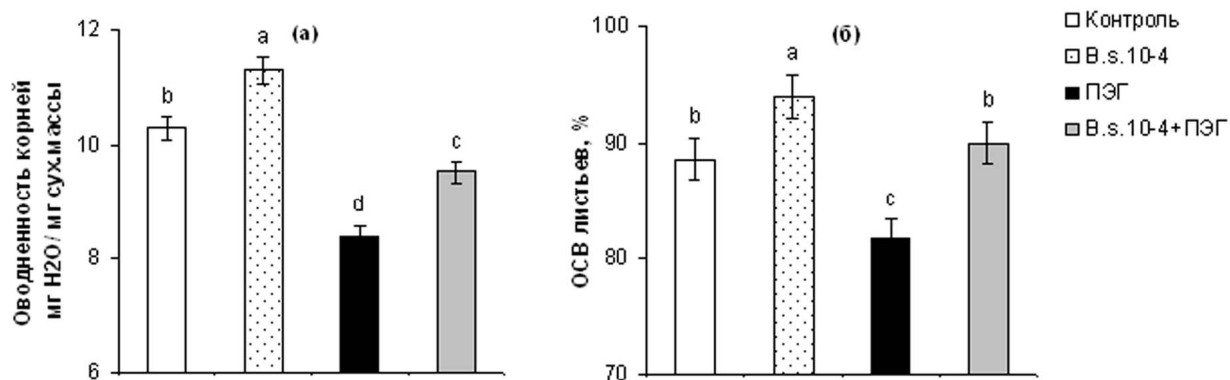 Оводненность корней
мг H2O/ мг сух.массы
12
10
8
6
(а)
b
a
d
c
ОСВ листьев, %
100
90
80
70
(б)
b
a
c
b
Контроль
B.s.10-4
ПЭГ
B.s.10-4+ПЭГ